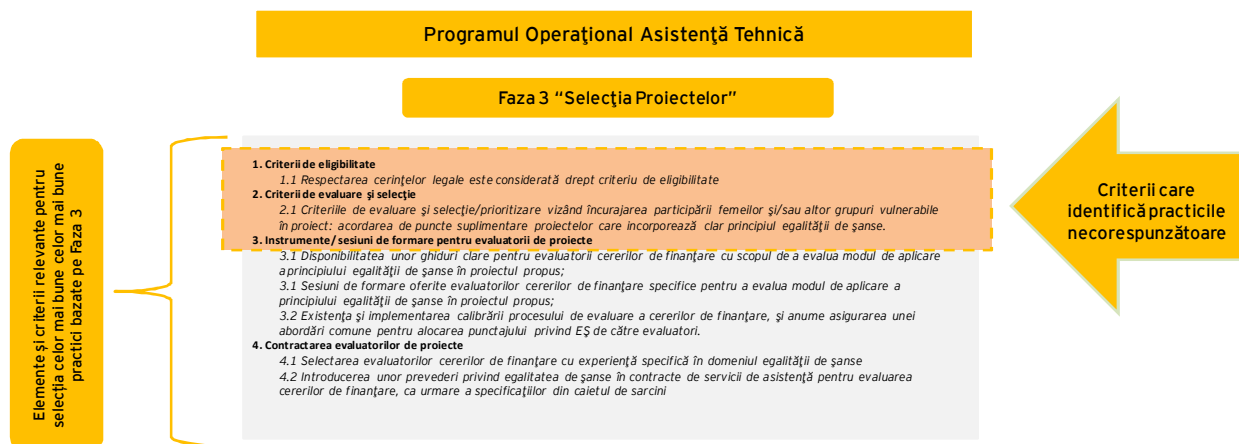 Programul Operaţional Asistenţă Tehnică
Faza 3 “Selecţia Proiectelor”
Elemente şi criterii relevante pentru
selecţia celor mai bune celor mai bune
practici bazate pe Faza 3
1. Criterii de eligibilitate
1.1 Respectarea cerinţelor legale este considerată drept criteriu de eligibilitate
2. Criterii de evaluare şi selecţie
2.1 Criteriile de evaluare şi selecţie/prioritizare vizând încurajarea participării femeilor şi/sau altor grupuri vulnerabile
în proiect: acordarea de puncte suplimentare proiectelor care incorporează clar principiul egalităţii de şanse.
3. Instrumente/ sesiuni de formare pentru evaluatorii de proiecte
3.1 Disponibilitatea unor ghiduri clare pentru evaluatorii cererilor de finanţare cu scopul de a evalua modul de aplicare
a principiului egalităţii de şanse în proiectul propus;
3.1 Sesiuni de formare oferite evaluatorilor cererilor de finanţare specifice pentru a evalua modul de aplicare a
principiului egalităţii de şanse în proiectul propus;
3.2 Existenţa şi implementarea calibrării procesului de evaluare a cererilor de finanţare, şi anume asigurarea unei
abordări comune pentru alocarea punctajului privind EŞ de către evaluatori.
4. Contractarea evaluatorilor de proiecte
4.1 Selectarea evaluatorilor cererilor de finanţare cu experienţă specifică în domeniul egalităţii de şanse
4.2 Introducerea unor prevederi privind egalitatea de şanse în contracte de servicii de asistenţă pentru evaluarea
cererilor de finanţare, ca urmare a specificaţiilor din caietul de sarcini
Criterii care
identifică practicile
necorespunzătoare